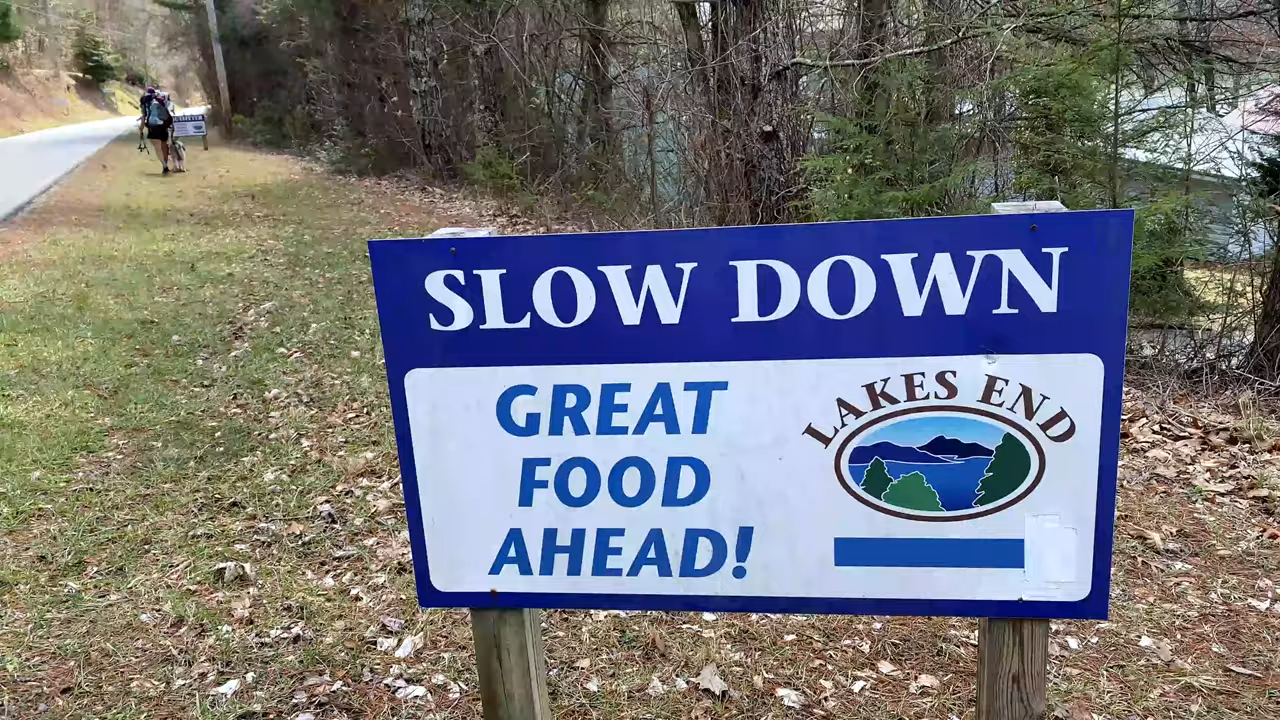 SLOW DOWN
GREAT
FOOD
AHEAD!
LAKES END